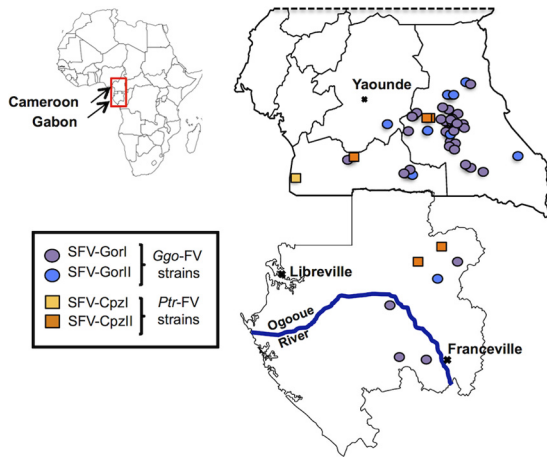 Cameroon
Gabon
Yaounde
SFV-GorI
SFV-GorII
Ggo-FV
strains
SFV-CpzI
SFV-CpzII
Ptr-FV
strains
Libreville
Ogooue
River
Franceville